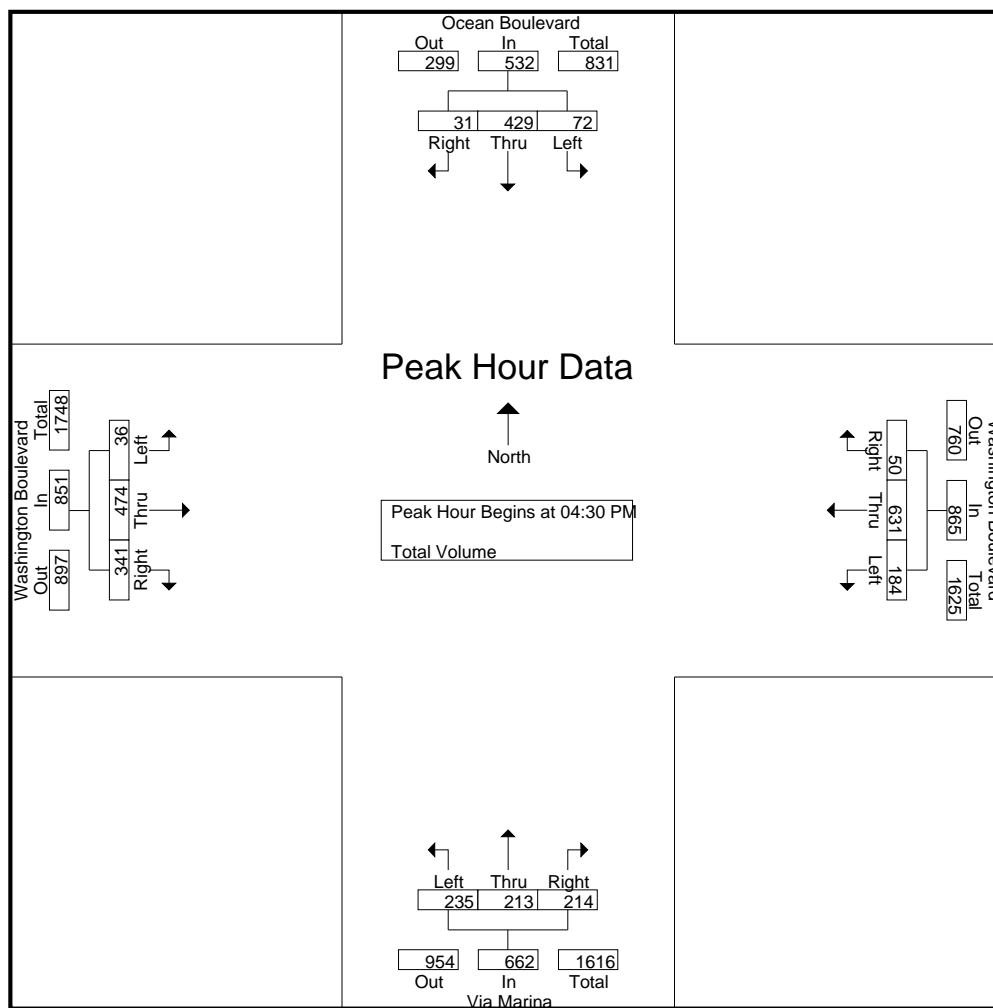 Ocean Boulevard
Out In Total
299 532 831
31 429 72
Right Thru Left
Peak Hour Data
North
Peak Hour Begins at 04:30 PM
Total Volume
Washington Boulevard
Total In Out
1748 851 897
36 474 341
Left Thru Right
Washington Boulevard
Out In Total
760 865 1625
50 631 184
Right Thru Left
Left Thru Right
235 213 214
954 662 1616
Out In Total
Via Marina